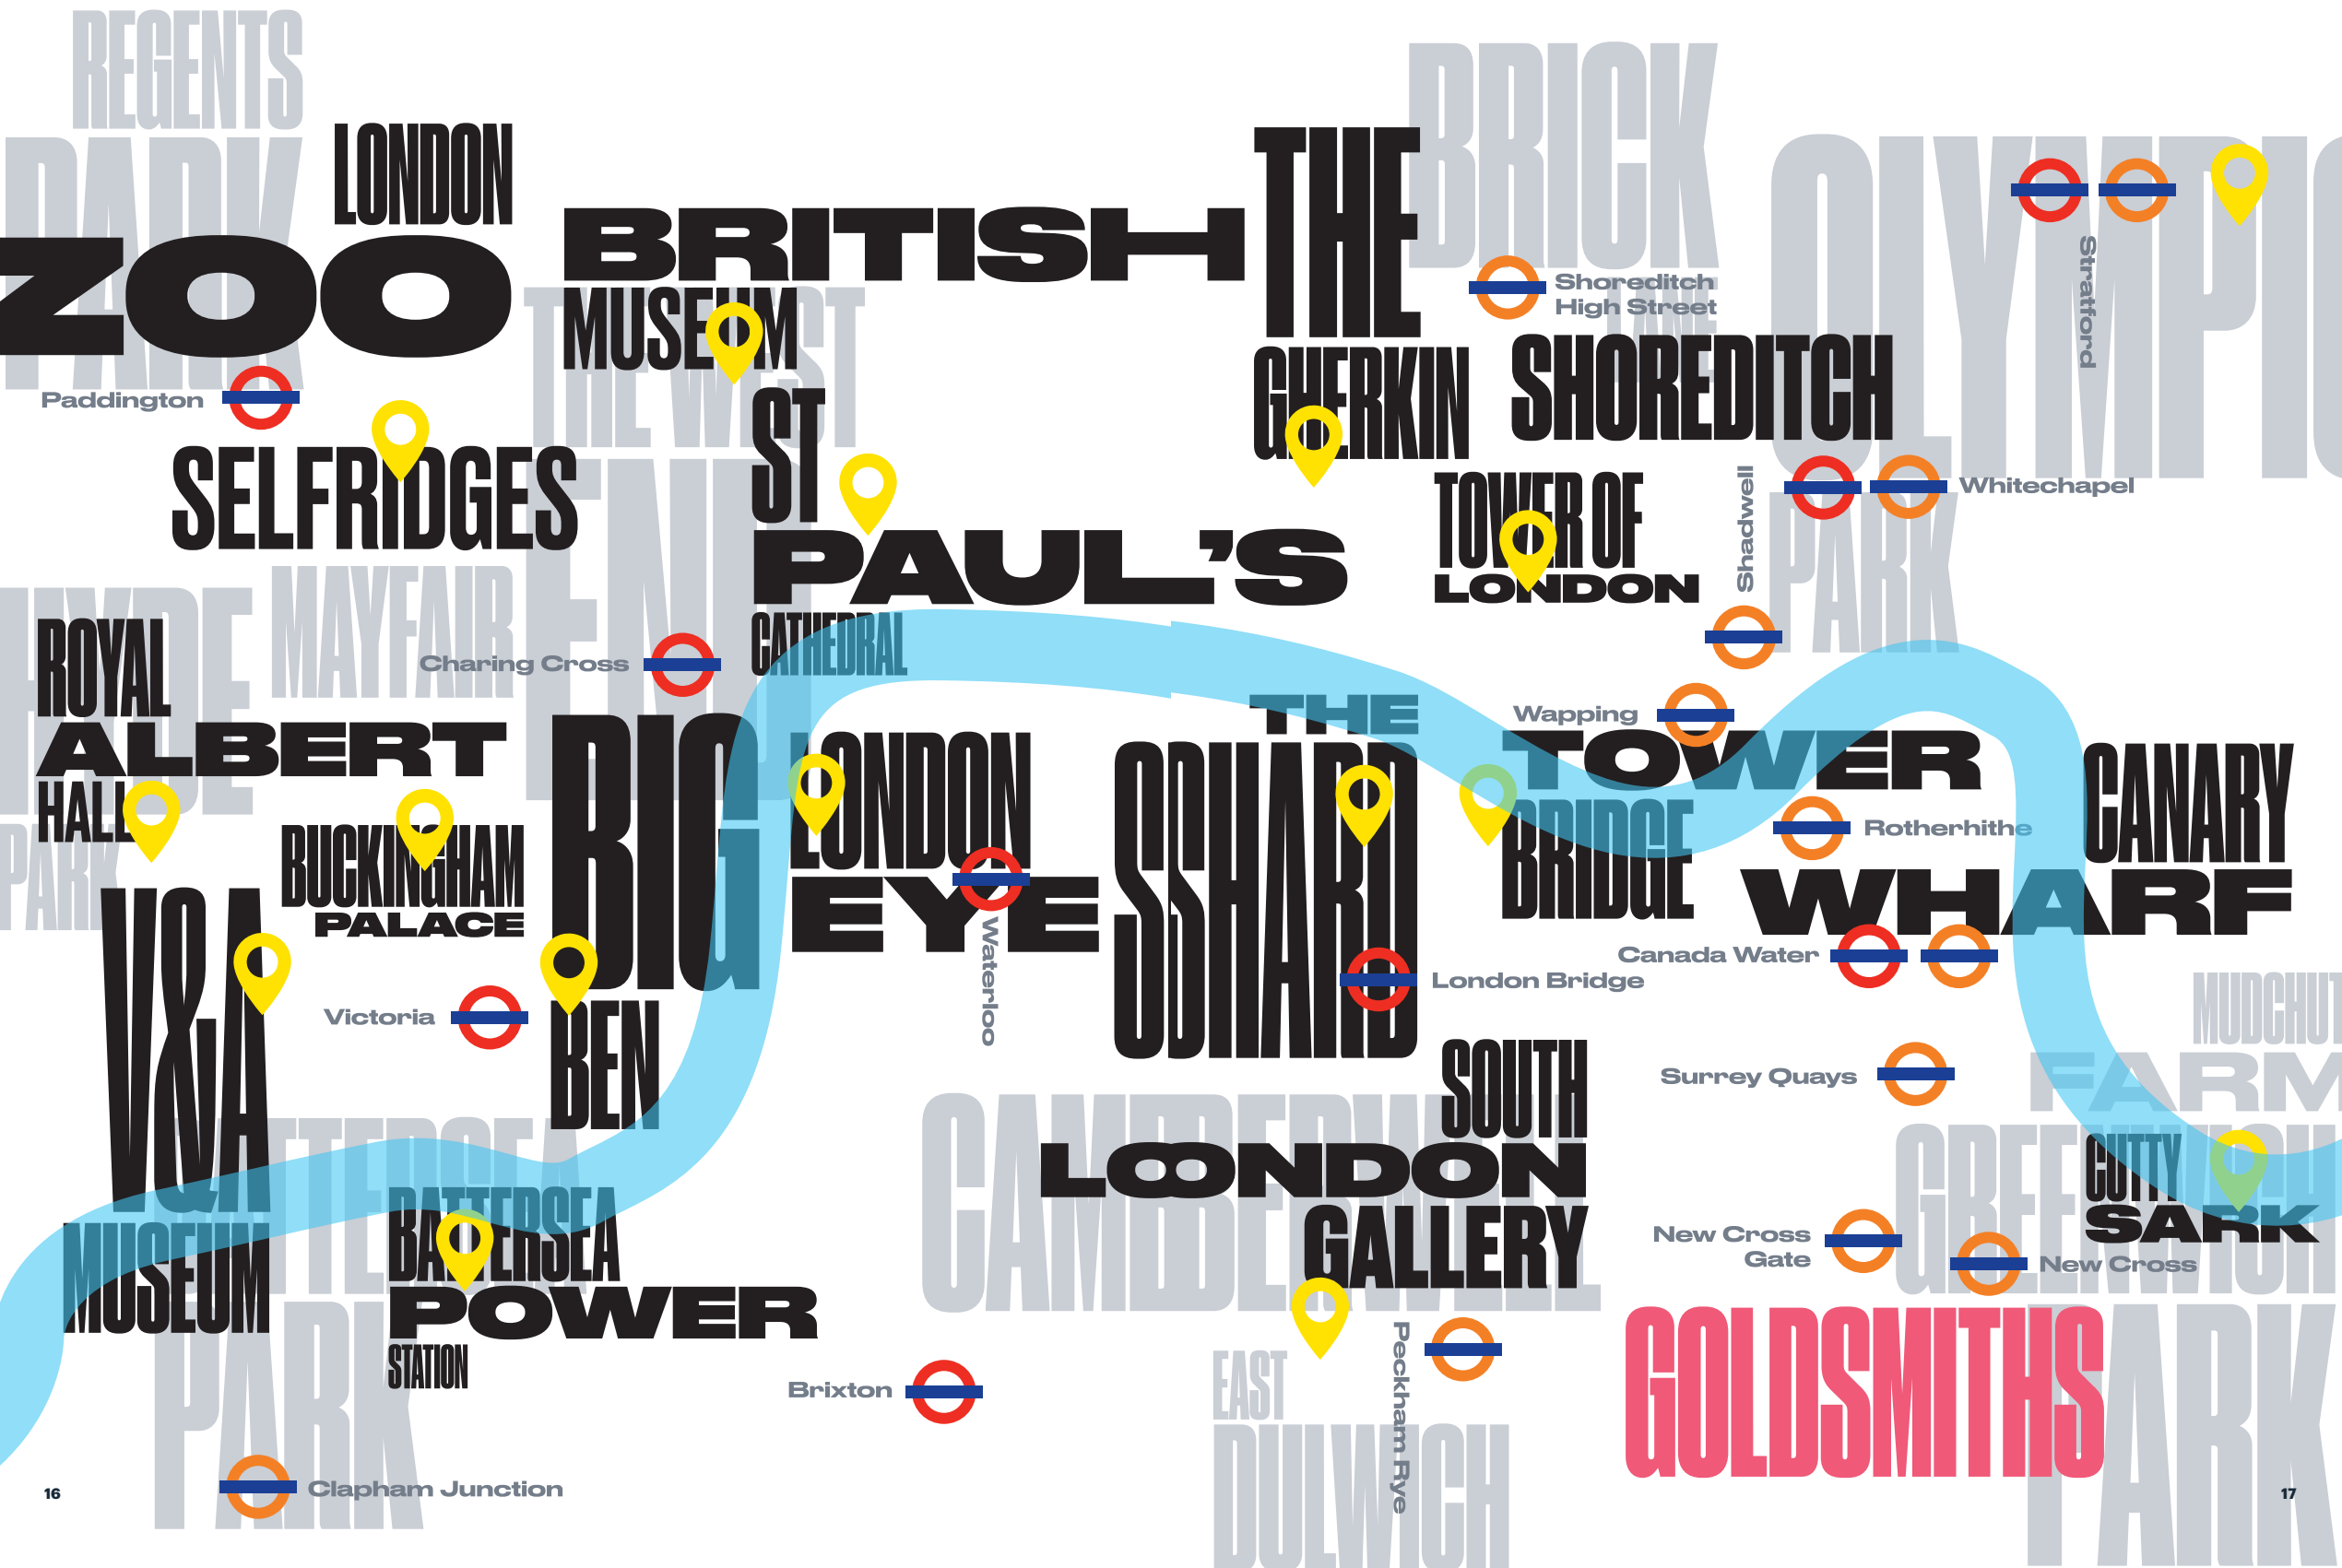 REGENTS
PARK
LONDON
ZOO
Paddington
SELFRIDGES
BRITISH
MUSEUM
THE WEST
END
ST
PAUL'S
CATHEDRAL
THE
GHERKIN
BRICK
LANE
Shoreditch
High Street
SHOREDITCH
OLYMPIC
PARK
Stratford
TOWER OF
LONDON
Shadwell
Whitechapel
HYDE
PARK
MAYFAIR
Charing Cross
ROYAL
ALBERT
HALL
BUCKINGHAM
PALACE
V&A
MUSEUM
Victoria
BIG
BEN
LONDON
EYE
Waterloo
THE
SSHARD
London Bridge
Wapping
TOWER
BRIDGE
Rotherhithe
CANARY
WHARF
Canada Water
Surrey Quays
MUDCHUT
FARM
GREENWICH
PARK
CUTTY
SARK
New Cross
Gate
New Cross
GOLDSMITHS
SOUTH
LOONDON
GALLERY
CAMBERWELL
Peckham Rye
EAST
DULWICH
Brixton
BATTERSEA
PARK
BATTERSEA
POWER
STATION
Clapham Junction
16
17